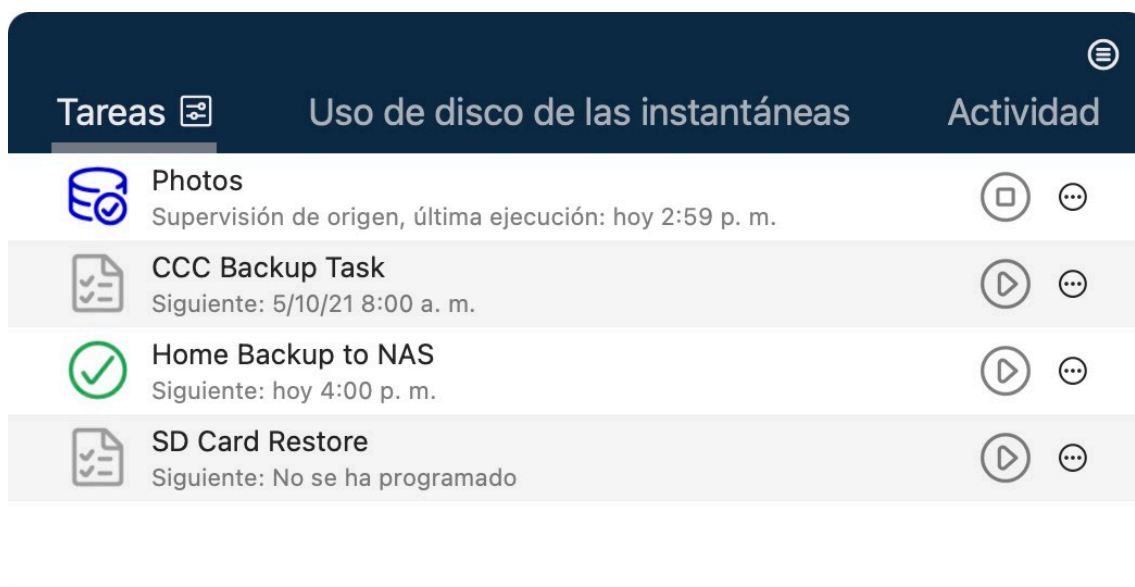 Tareas
Uso de disco de las instantáneas
Actividad
Photos
Supervisión de origen, última ejecución: hoy 2:59 p. m.
CCC Backup Task
Siguiente: 5/10/21 8:00 a. m.
Home Backup to NAS
Siguiente: hoy 4:00 p. m.
SD Card Restore
Siguiente: No se ha programado